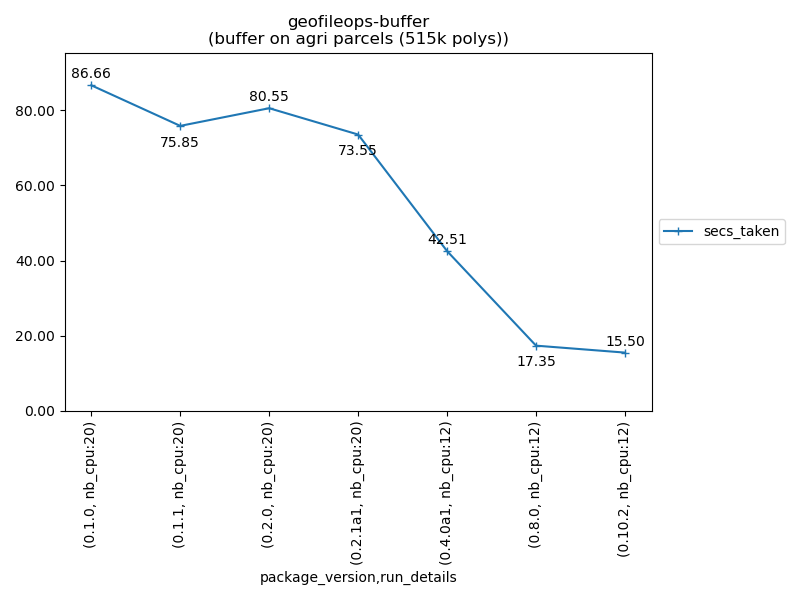 geofileops-buffer
(buffer on agri parcels (515k polys))
86.66
75.85
80.55
73.55
42.51
17.35
15.50
80.00
60.00
40.00
20.00
0.00
secs_taken
(0.1.0, nb_cpu:20)
(0.1.1, nb_cpu:20)
(0.2.0, nb_cpu:20)
(0.2.1a1, nb_cpu:20)
(0.4.0a1, nb_cpu:12)
(0.8.0, nb_cpu:12)
(0.10.2, nb_cpu:12)
package_version,run_details